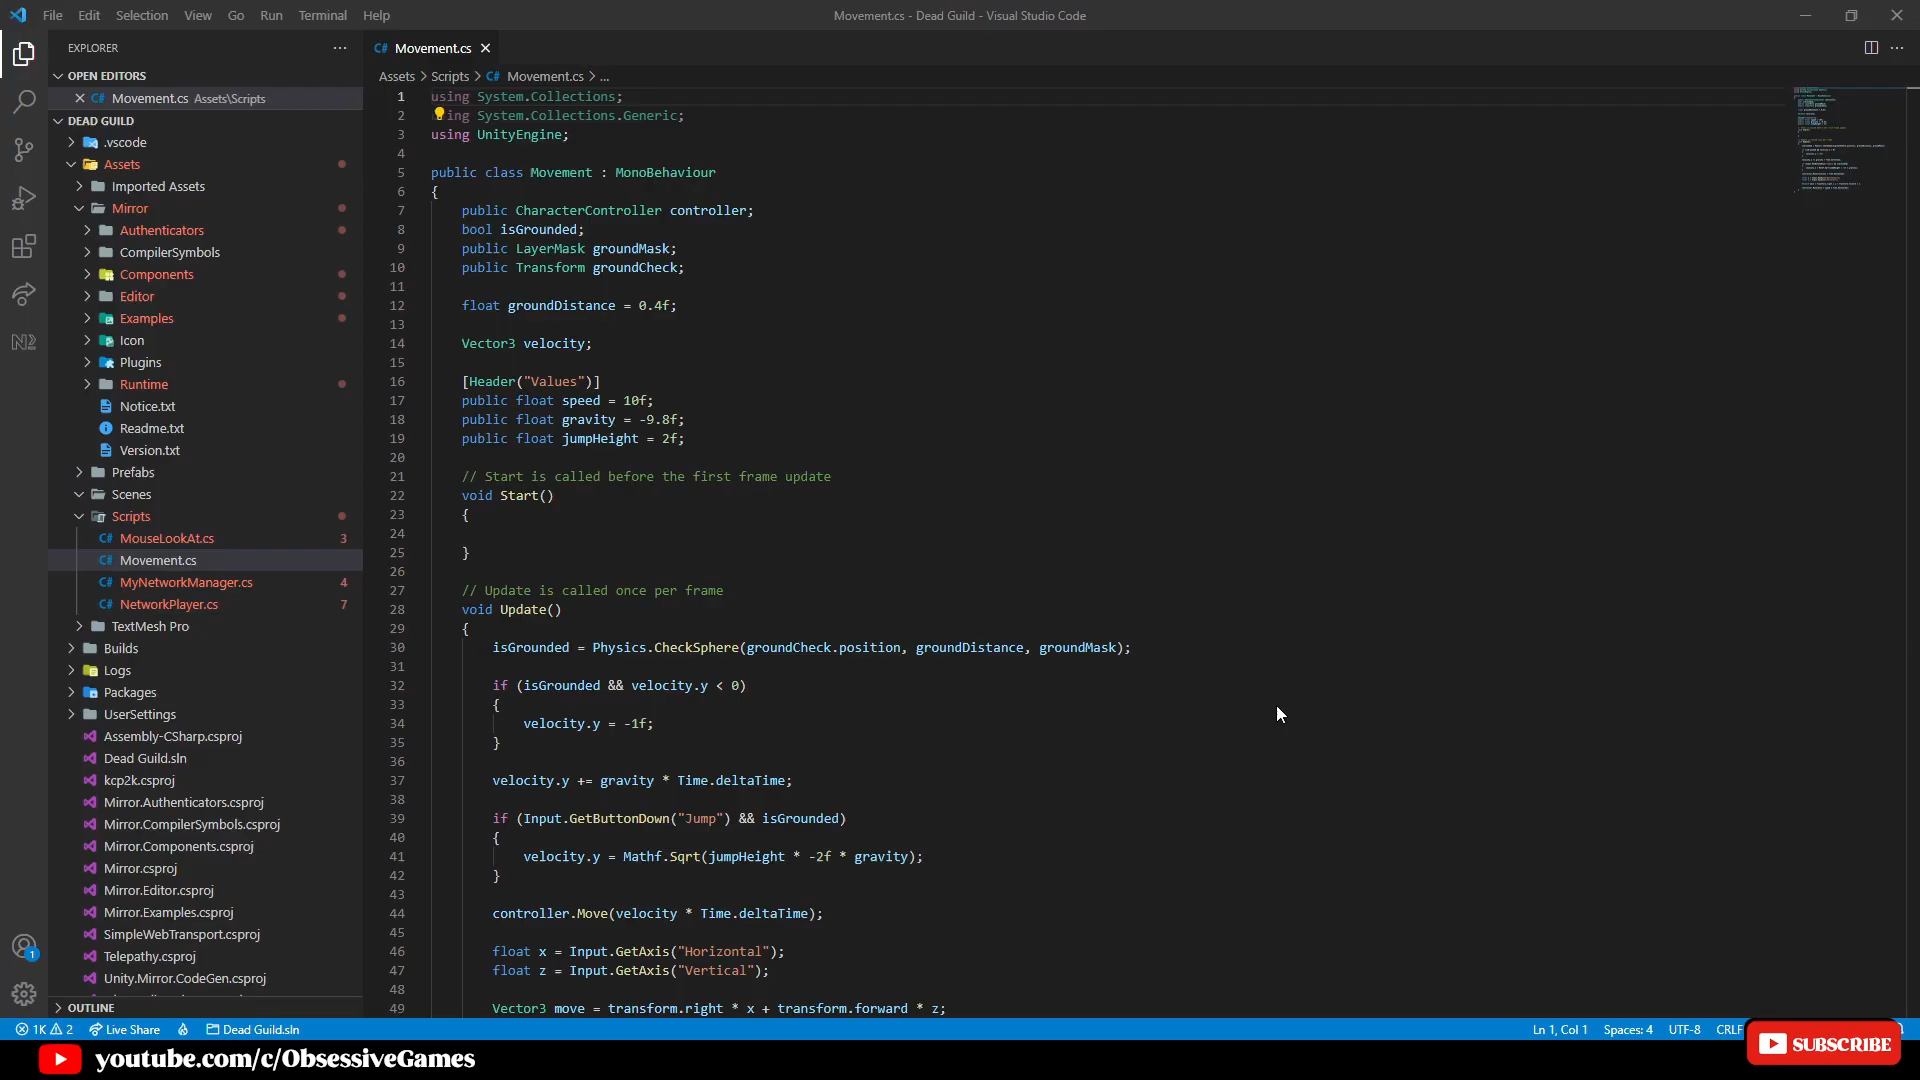 File Edit Selection View Go Run Terminal Help
Movement.cs - Dead Guild - Visual Studio Code
EXPLORER
OPEN EDITORS
Movement.cs Assets\Scripts
DEAD GUILD
.vscode
Assets
Imported Assets
Mirror
Authenticators
CompilerSymbols
Components
Editor
Examples
Icon
Plugins
Runtime
Notice.txt
Readme.txt
Version.txt
Prefabs
Scenes
Scripts
MouseLookAt.cs 3
Movement.cs
MyNetworkManager.cs 4
NetworkPlayer.cs 7
TextMesh Pro
Builds
Logs
Packages
UserSettings
Assembly-CSharp.csproj
Dead Guild.sln
kcp2k.csproj
Mirror.Authenticators.csproj
Mirror.CompilerSymbols.csproj
Mirror.Components.csproj
Mirror.csproj
Mirror.Editor.csproj
Mirror.Examples.csproj
SimpleWebTransport.csproj
Telepathy.csproj
Unity.Mirror.CodeGen.csproj
OUTLINE
C# Movement.cs
Assets > Scripts > C# Movement.cs > ...
1 using System.Collections;
2 ing System.Collections.Generic;
3 using UnityEngine;
4
5 public class Movement : MonoBehaviour
6 {
7 public CharacterController controller;
8 bool isGrounded;
9 public LayerMask groundMask;
10 public Transform groundCheck;
11
12 float groundDistance = 0.4f;
13
14 Vector3 velocity;
15
16 [Header("Values")]
17 public float speed = 10f;
18 public float gravity = -9.8f;
19 public float jumpHeight = 2f;
20
21 // Start is called before the first frame update
22 void Start()
23 {
24
25 }
26
27 // Update is called once per frame
28 void Update()
29 {
30 isGrounded = Physics.CheckSphere(groundCheck.position, groundDistance, groundMask);
31
32 if (isGrounded && velocity.y < 0)
33 {
34 velocity.y = -1f;
35 }
36
37 velocity.y += gravity * Time.deltaTime;
38
39 if (Input.GetButtonDown("Jump") && isGrounded)
40 {
41 velocity.y = Mathf.Sqrt(jumpHeight * -2f * gravity);
42 }
43
44 controller.Move(velocity * Time.deltaTime);
45
46 float x = Input.GetAxis("Horizontal");
47 float z = Input.GetAxis("Vertical");
48
49 Vector3 move = transform.right * x + transform.forward * z;
1
1K 2 Live Share Dead Guild.sln
Ln 1, Col 1 Spaces: 4 UTF-8 CRLF
youtube.com/c/ObsessiveGames
SUBSCRIBE